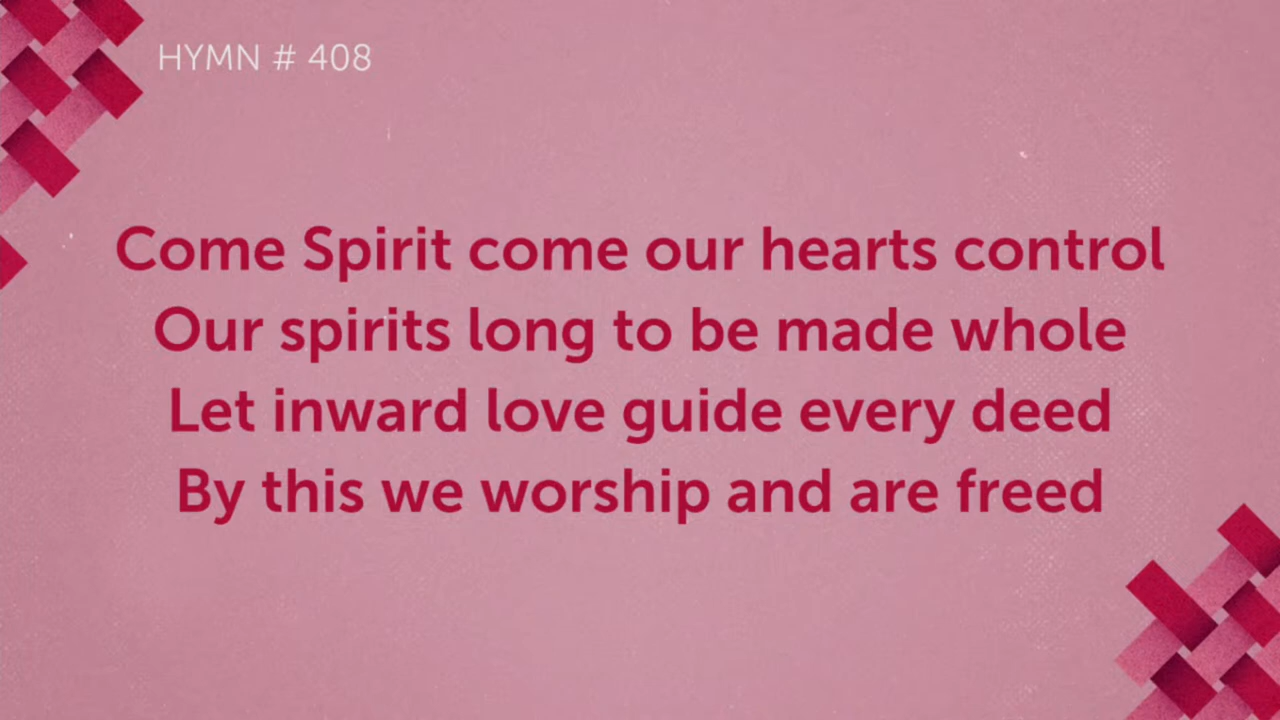 HYMN # 408
Come Spirit come our hearts control
Our spirits long to be made whole
Let inward love guide every deed
By this we worship and are freed